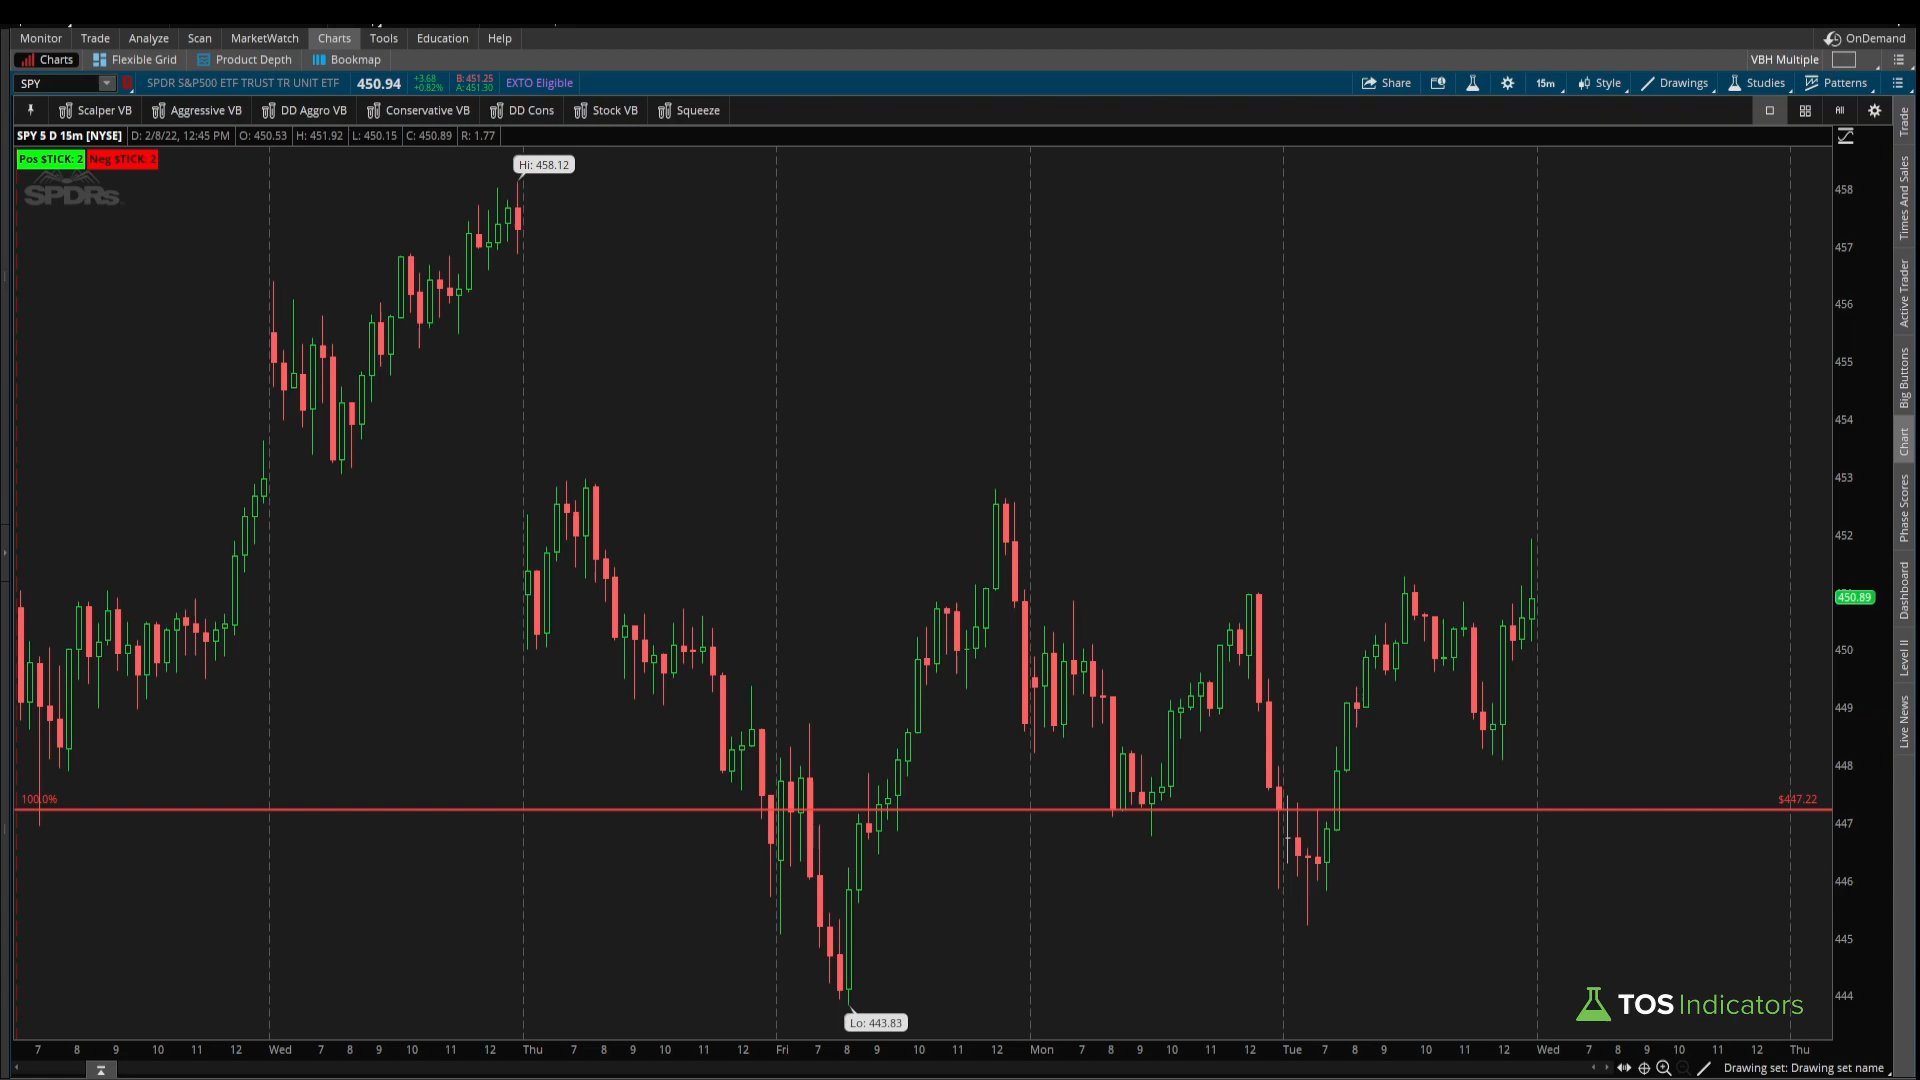 Monitor Trade Analyze Scan MarketWatch Charts Tools Education Help OnDemand
Charts Flexible Grid Product Depth Bookmap VBH Multiple
SPY SPDR S&P500 ETF TRUST TR UNIT ETF 450.94 +3.68 +0.82% B: 451.25 A: 451.30 EXTO Eligible Share 15m Style Drawings Studies Patterns
Scalper VB Aggressive VB DD Aggro VB Conservative VB DD Cons Stock VB Squeeze All
SPY 5 D 15m [NYSE] D: 2/8/22, 12:45 PM O: 450.53 H: 451.92 L: 450.15 C: 450.89 R: 1.77
Pos $TICK: 2 Neg $TICK: 2
SPDRs
Hi: 458.12
458
457
456
455
454
453
452
450.89
450
449
448
100.0% $447.22
447
446
445
444
Lo: 443.83
TOS Indicators
7 8 9 10 11 12 Wed 7 8 9 10 11 12 Thu 7 8 9 10 11 12 Fri 7 8 9 10 11 12 Mon 7 8 9 10 11 12 Tue 7 8 9 10 11 12 Wed 7 8 9 10 11 12 Thu
Drawing set: Drawing set name
Trade
Times And Sales
Active Trader
Big Buttons
Chart
Phase Scores
Dashboard
Level II
Live News